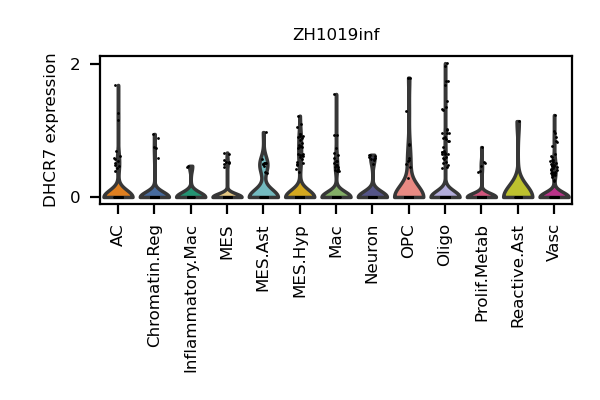 ZH1019inf
DHCR7 expression
2
0
AC
Chromatin.Reg
Inflammatory.Mac
MES
MES.Ast
MES.Hyp
Mac
Neuron
OPC
Oligo
Prolif.Metab
Reactive.Ast
Vasc